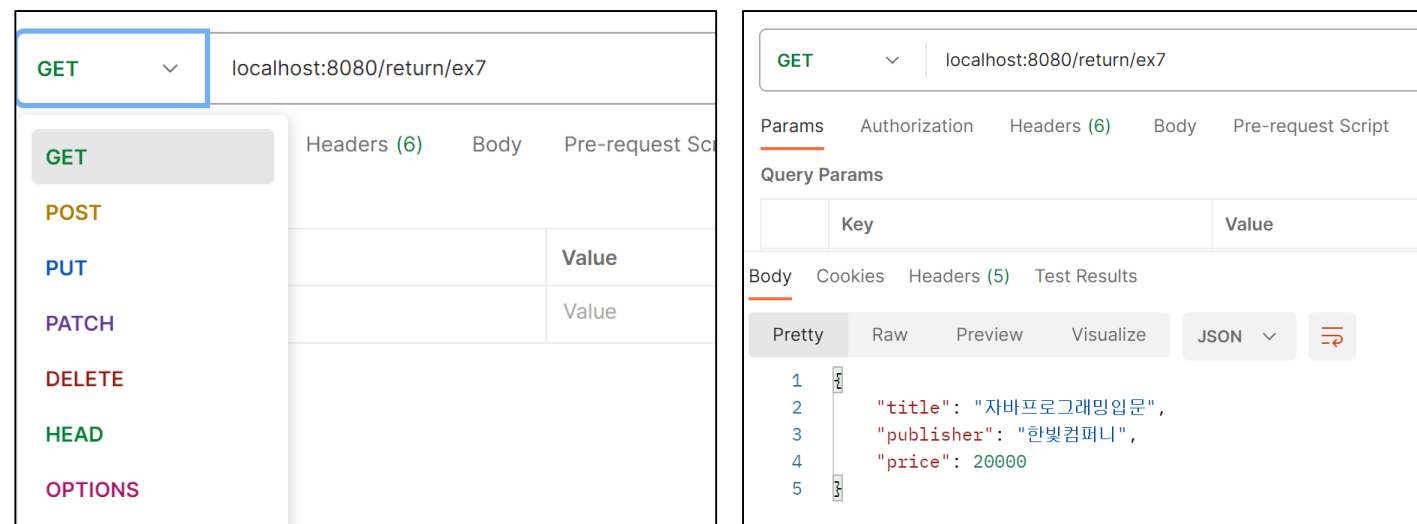 GET
localhost:8080/return/ex7
GET
Headers (6) Body Pre-request Scr
POST
PUT
Value
PATCH
Value
DELETE
HEAD
OPTIONS
GET
localhost:8080/return/ex7
Params Authorization Headers (6) Body Pre-request Script
Query Params
Key Value
Body Cookies Headers (5) Test Results
Pretty Raw Preview Visualize JSON
1 {
2 "title": "자바프로그래밍입문",
3 "publisher": "한빛컴퍼니",
4 "price": 20000
5 }